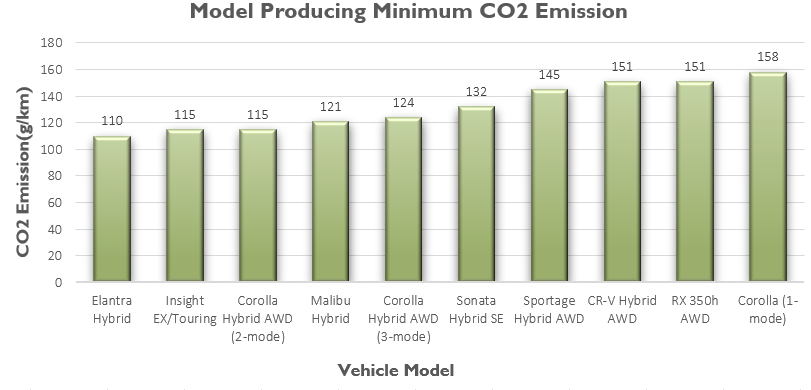 Model Producing Minimum CO2 Emission
CO2 Emission(g/km)
180
160
140
120
100
80
60
40
20
0
110
115
115
121
124
132
145
151
151
158
Elantra
Hybrid
Insight
EX/Touring
Corolla
Hybrid AWD
(2-mode)
Malibu
Hybrid
Corolla
Hybrid AWD
(3-mode)
Sonata
Hybrid SE
Sportage
Hybrid AWD
CR-V Hybrid
AWD
RX 350h
AWD
Corolla (1-
mode)
Vehicle Model